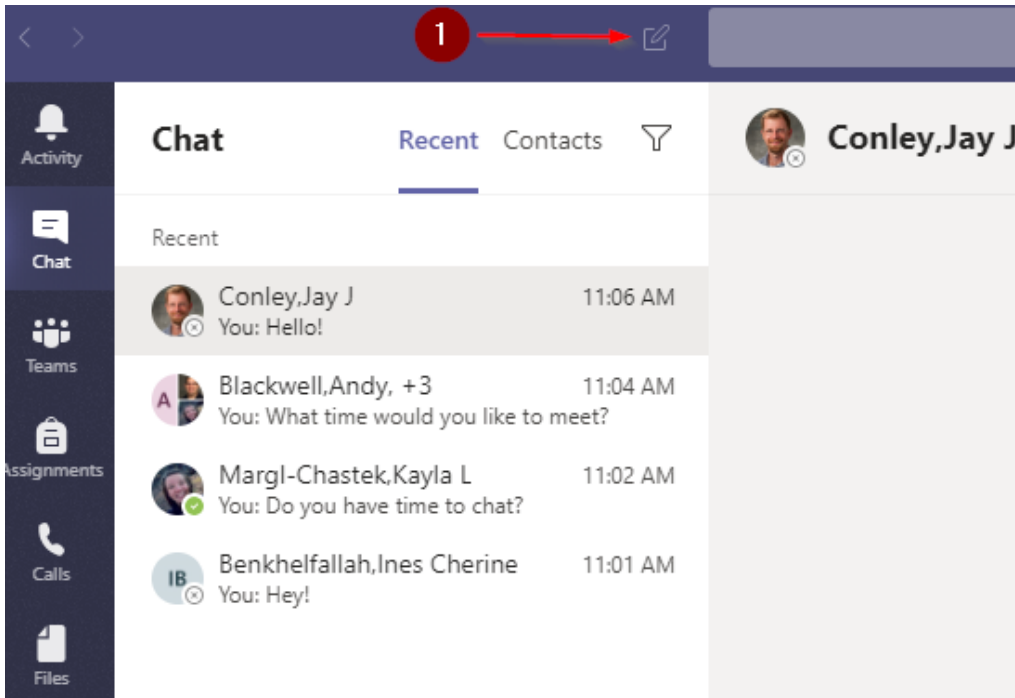 1
Activity
Chat
Teams
Assignments
Calls
Files
Chat
Recent Contacts
Recent
Conley,Jay J 11:06 AM
You: Hello!
A
Blackwell,Andy, +3 11:04 AM
You: What time would you like to meet?
Margl-Chastek,Kayla L 11:02 AM
You: Do you have time to chat?
IB
Benkhelfallah,Ines Cherine 11:01 AM
You: Hey!
Conley,Jay J